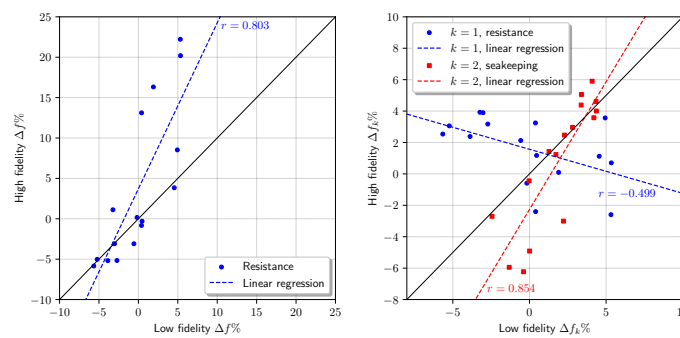 25
20
15
10
5
0
−5
−10
−10
−5
0
5
10
15
20
25
High fidelity Δf%
Low fidelity Δf%
r = 0.803
Resistance
Linear regression
10
8
6
4
2
0
−2
−4
−6
−8
−5
0
5
10
High fidelity Δfₖ%
Low fidelity Δfₖ%
k = 1, resistance
k = 1, linear regression
k = 2, seakeeping
k = 2, linear regression
r = −0.499
r = 0.854